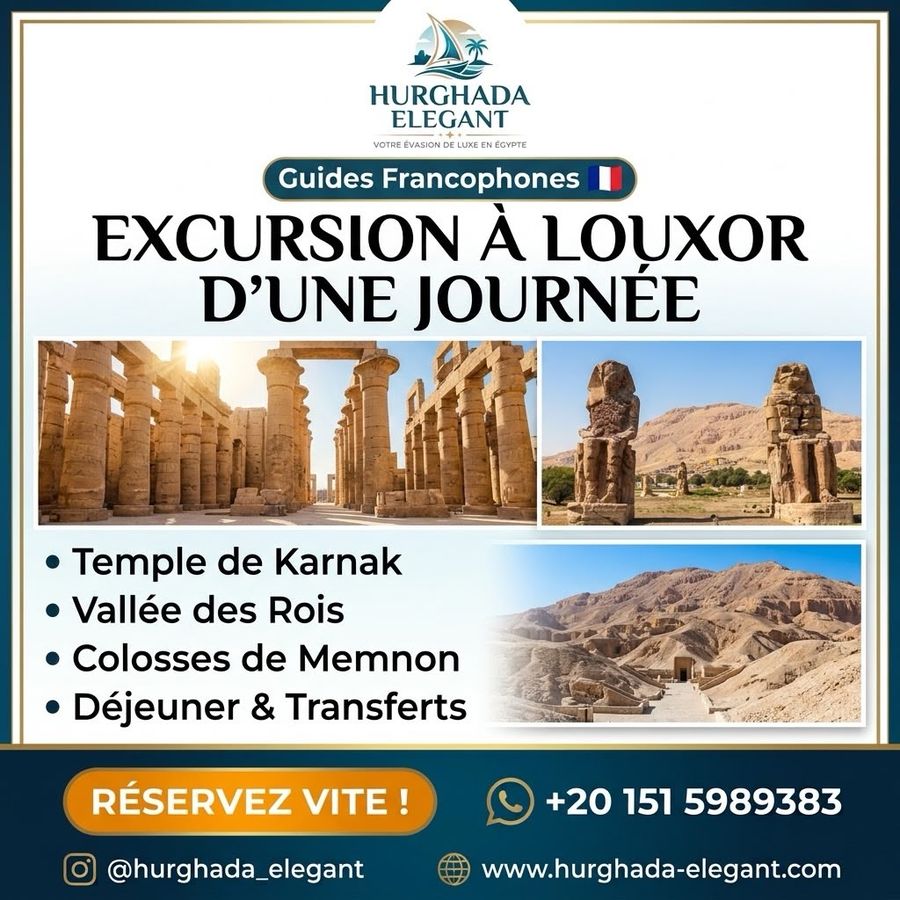 HURGHADA
ELEGANT
VOTRE ÉVASION DE LUXE EN ÉGYPTE
Guides Francophones 🇫🇷
EXCURSION À LOUXOR
D’UNE JOURNÉE
• Temple de Karnak
• Vallée des Rois
• Colosses de Memnon
• Déjeuner & Transferts
RÉSERVEZ VITE !
+20 151 5989383
@hurghada_elegant
www.hurghada-elegant.com